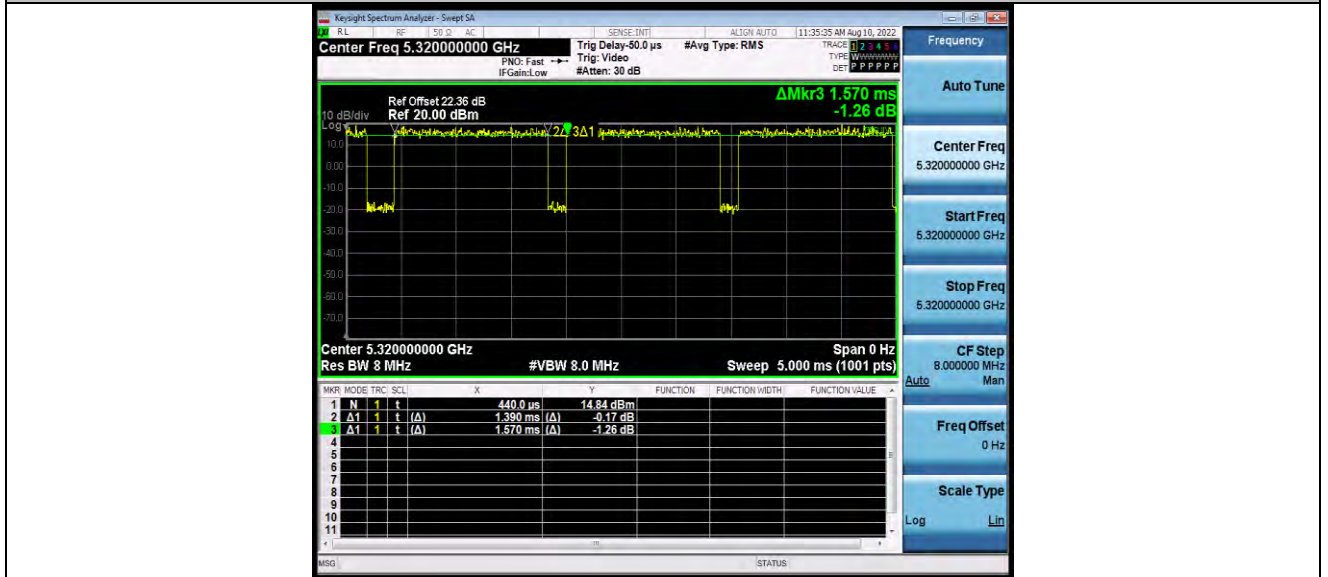 Keysight Spectrum Analyzer - Swept SA
RL RF 50 Ω AC SENSE:INT ALIGN AUTO 11:35:35 AM Aug 10, 2022
Center Freq 5.320000000 GHz Trig Delay-50.0 µs #Avg Type: RMS TRACE 1 2 3 4 5 6
PNO: Fast Trig: Video TYPE WWWWWW
IFGain:Low #Atten: 30 dB DET P P P P P P
Frequency
Auto Tune
ΔMkr3 1.570 ms
-1.26 dB
Ref Offset 22.36 dB
10 dB/div Ref 20.00 dBm
Log
2Δ 3Δ1
10.0
0.00
-10.0
-20.0
-30.0
-40.0
-50.0
-60.0
-70.0
Center 5.320000000 GHz Span 0 Hz
Res BW 8 MHz #VBW 8.0 MHz Sweep 5.000 ms (1001 pts)
MKR MODE TRC SCL X Y FUNCTION FUNCTION WIDTH FUNCTION VALUE
1 N 1 t 440.0 µs 14.84 dBm
2 Δ1 1 t (Δ) 1.390 ms (Δ) -0.17 dB
3 Δ1 1 t (Δ) 1.570 ms (Δ) -1.26 dB
4
5
6
7
8
9
10
11
Center Freq
5.320000000 GHz
Start Freq
5.320000000 GHz
Stop Freq
5.320000000 GHz
CF Step
8.000000 MHz
Auto Man
Freq Offset
0 Hz
Scale Type
Log Lin
MSG STATUS